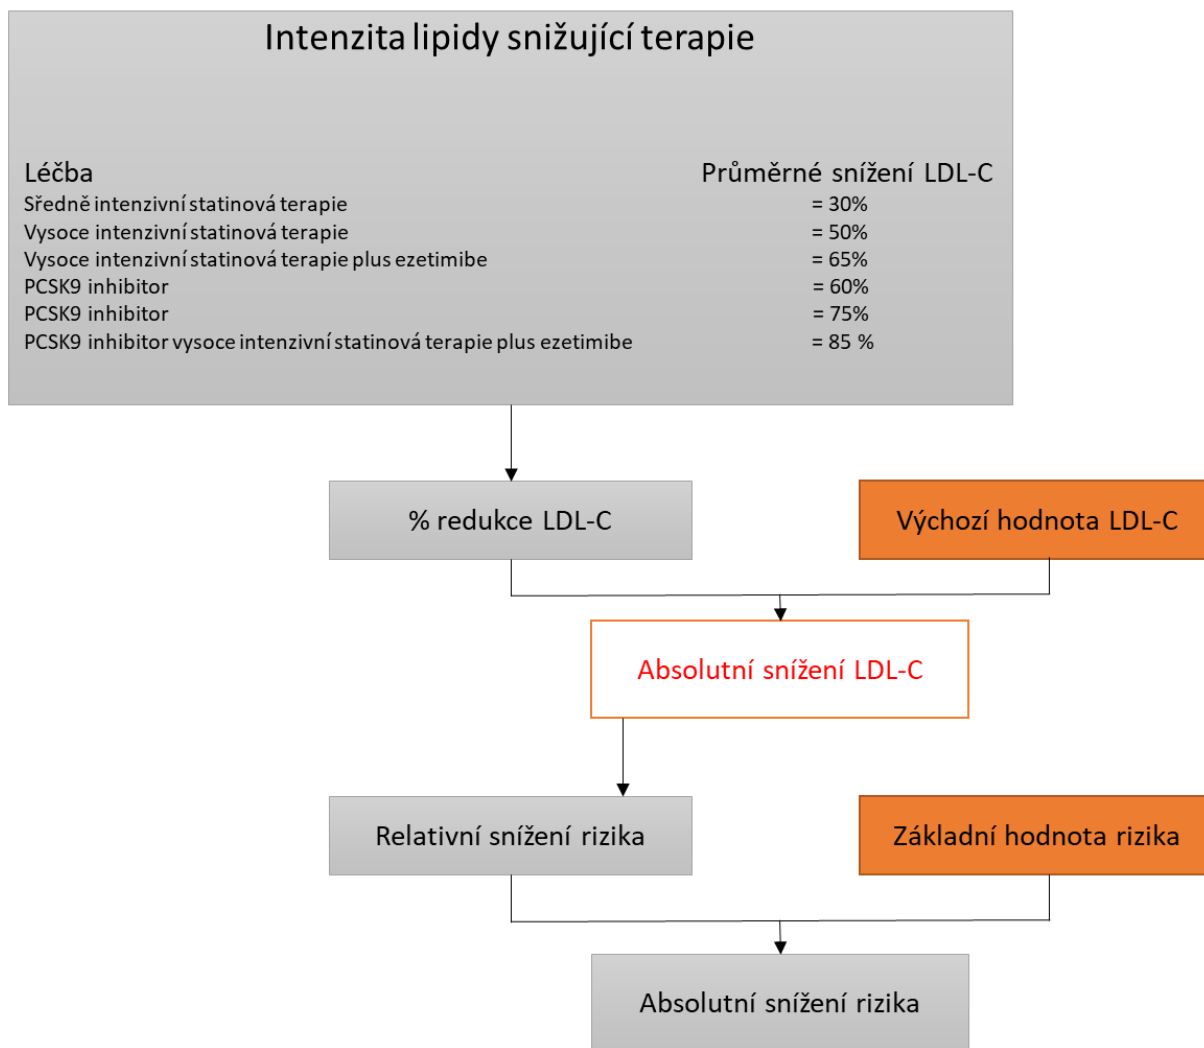 Intenzita lipidy snižující terapie
Léčba Průměrné snížení LDL-C
Sředně intenzivní statinová terapie = 30%
Vysoce intenzivní statinová terapie = 50%
Vysoce intenzivní statinová terapie plus ezetimibe = 65%
PCSK9 inhibitor = 60%
PCSK9 inhibitor = 75%
PCSK9 inhibitor vysoce intenzivní statinová terapie plus ezetimibe = 85 %
% redukce LDL-C
Výchozí hodnota LDL-C
Absolutní snížení LDL-C
Relativní snížení rizika
Základní hodnota rizika
Absolutní snížení rizika